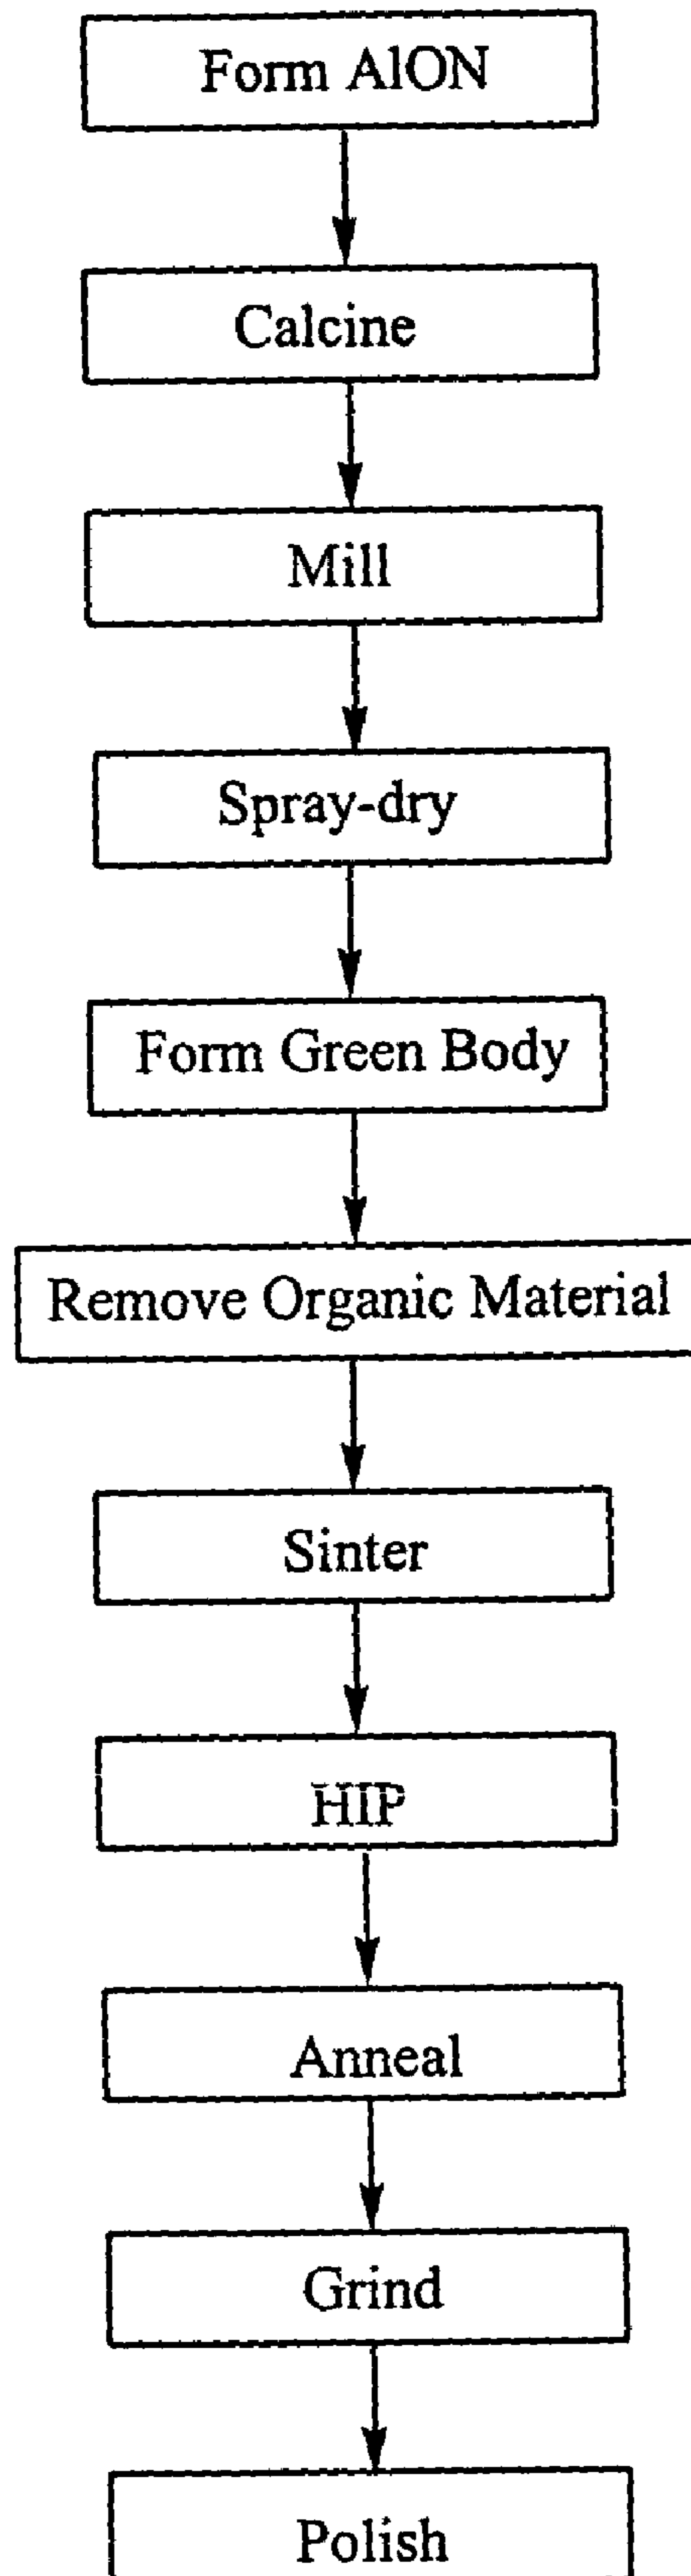 Form AlON
Calcine
Mill
Spray-dry
Form Green Body
Remove Organic Material
Sinter
HIP
Anneal
Grind
Polish